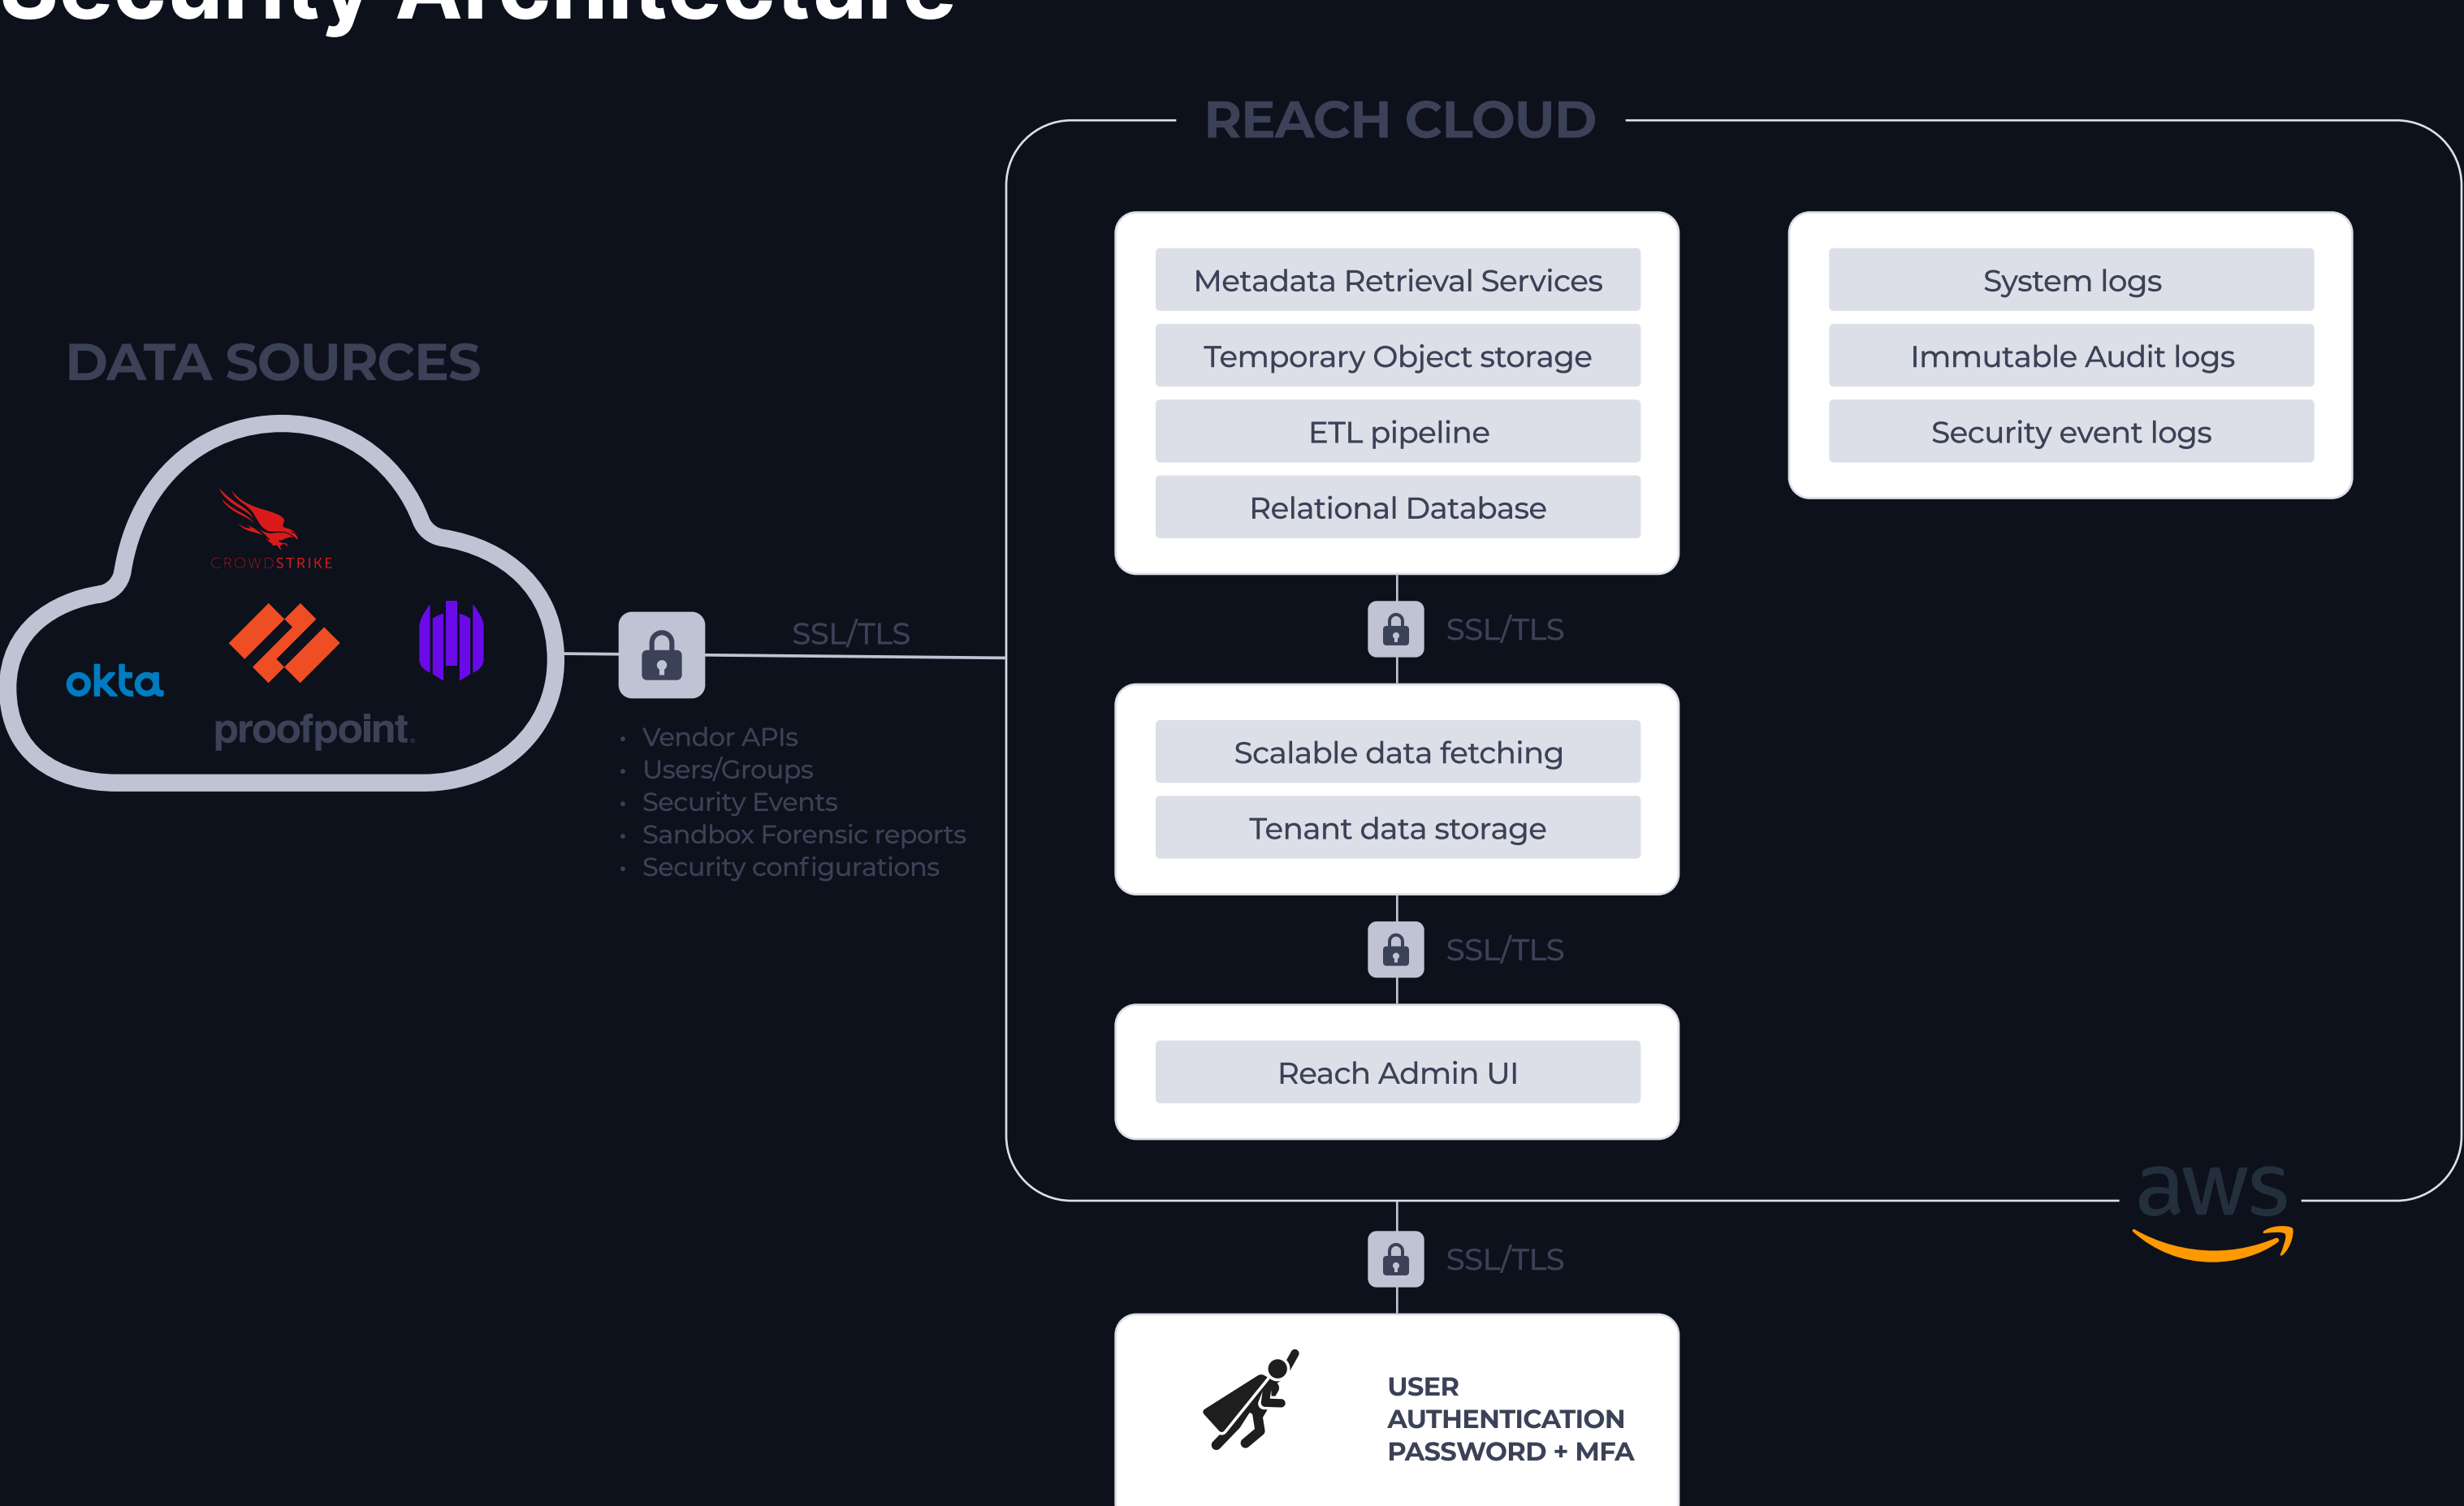 Security Architecture
REACH CLOUD
DATA SOURCES
CROWDSTRIKE
okta
proofpoint
SSL/TLS
• Vendor APIs
• Users/Groups
• Security Events
• Sandbox Forensic reports
• Security configurations
Metadata Retrieval Services
Temporary Object storage
ETL pipeline
Relational Database
SSL/TLS
Scalable data fetching
Tenant data storage
SSL/TLS
Reach Admin UI
System logs
Immutable Audit logs
Security event logs
aws
SSL/TLS
USER
AUTHENTICATION
PASSWORD + MFA